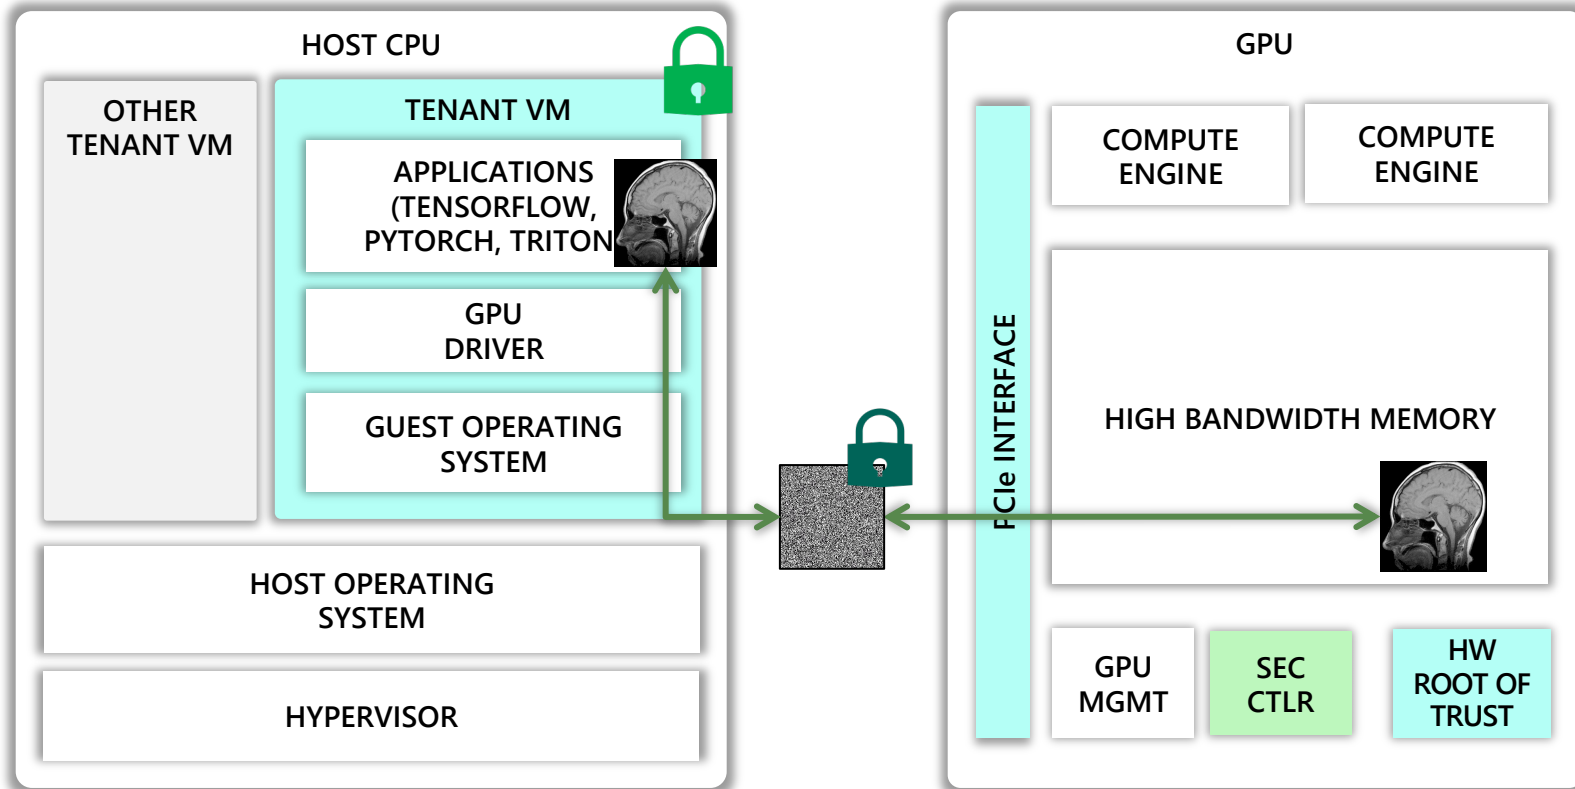 HOST CPU
OTHER
TENANT VM
TENANT VM
APPLICATIONS
(TENSORFLOW,
PYTORCH, TRITON
GPU
DRIVER
GUEST OPERATING
SYSTEM
HOST OPERATING
SYSTEM
HYPERVISOR
GPU
PCIe INTERFACE
COMPUTE
ENGINE
COMPUTE
ENGINE
HIGH BANDWIDTH MEMORY
GPU
MGMT
SEC
CTLR
HW
ROOT OF
TRUST